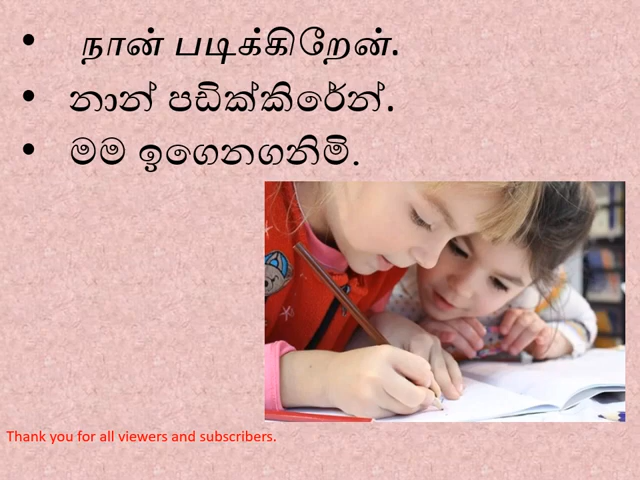 • நான் படிக்கிறேன்.
• නාන් පඩික්කිරේන්.
• මම ඉගෙනගනිමි.
Thank you for all viewers and subscribers.